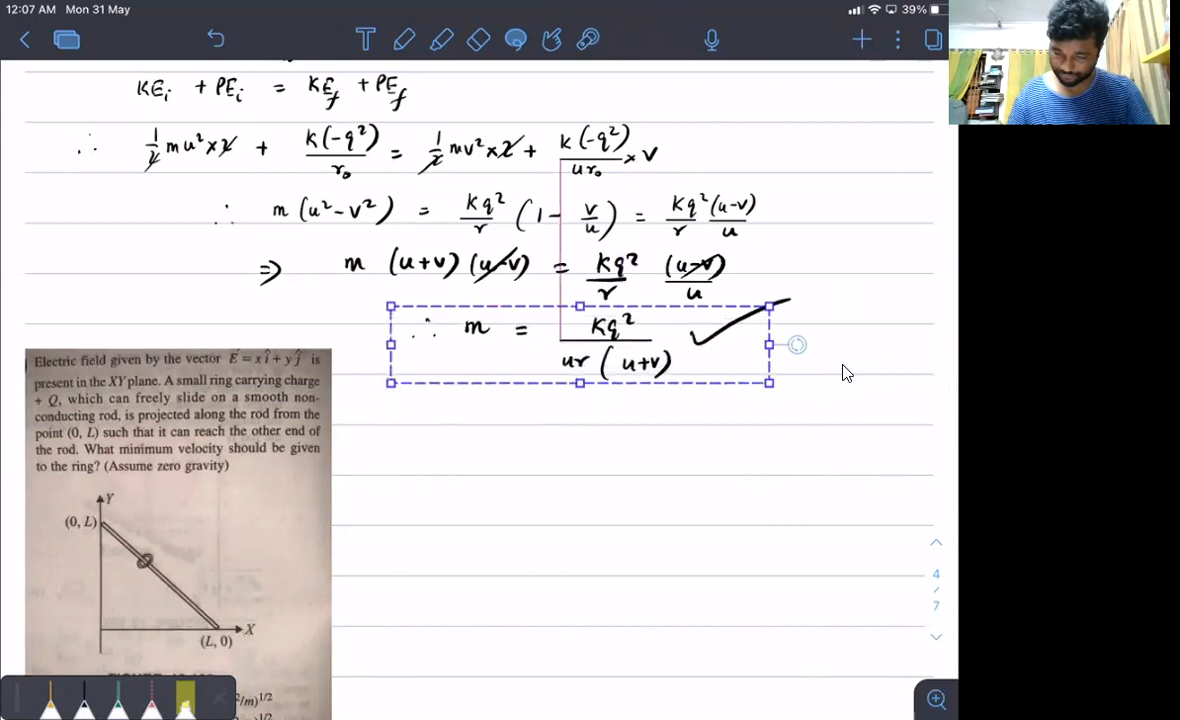 12:07 AM Mon 31 May
39%
KEi + PEi = KEf + PEf
∴ 1/2 mu² × 2 + k(-q²)/r₀ = 1/2 mv² × 2 + k(-q²)/ur₀ × v
∴ m (u² - v²) = kq²/r (1 - v/u) = kq²/r (u-v)/u
⇒ m (u+v) (u-v) = kq²/r (u-v)/u
∴ m = kq²/ur (u+v)
Electric field given by the vector E⃗ = x î + y ĵ is
present in the XY plane. A small ring carrying charge
+ Q, which can freely slide on a smooth non-
conducting rod, is projected along the rod from the
point (0, L) such that it can reach the other end of
the rod. What minimum velocity should be given
to the ring? (Assume zero gravity)
Y
(0, L)
X
(L, 0)
²/m)^1/2
4
/
7